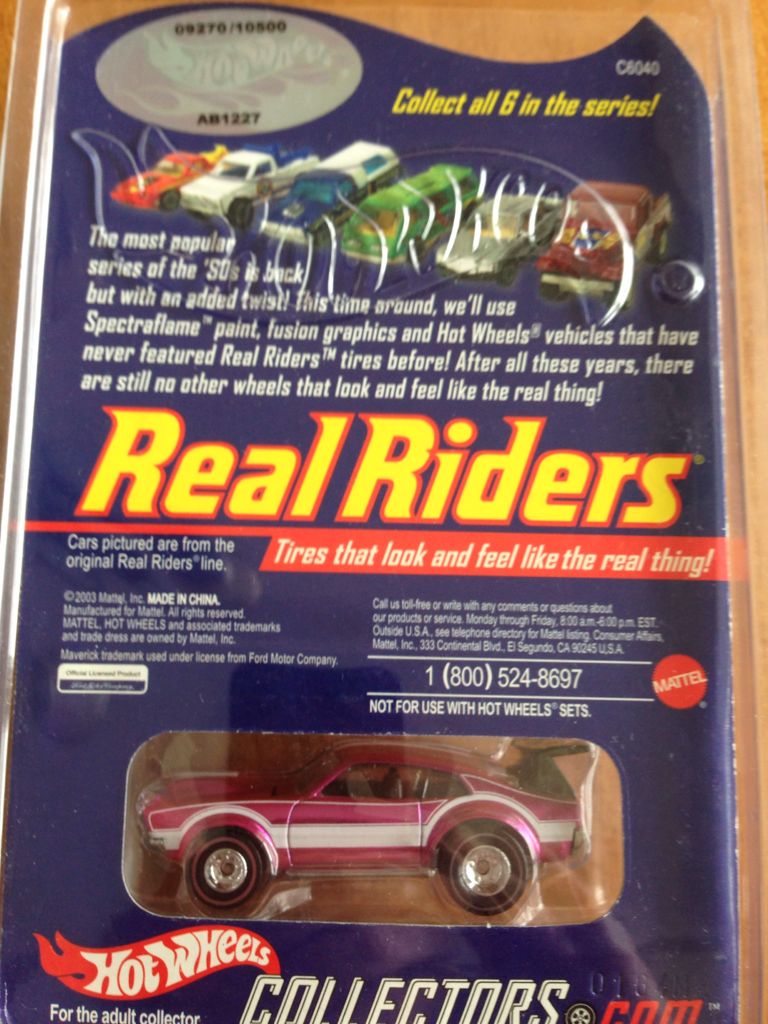 09270/10500
Hot Wheels
AB1227
C6040
Collect all 6 in the series!
The most popular
series of the '80s is back
but with an added twist! This time around, we'll use
Spectraflame™ paint, fusion graphics and Hot Wheels® vehicles that have
never featured Real Riders™ tires before! After all these years, there
are still no other wheels that look and feel like the real thing!
Real Riders®
Cars pictured are from the
original Real Riders® line.
Tires that look and feel like the real thing!
©2003 Mattel, Inc. MADE IN CHINA.
Manufactured for Mattel. All rights reserved.
MATTEL, HOT WHEELS and associated trademarks
and trade dress are owned by Mattel, Inc.
Maverick trademark used under license from Ford Motor Company.
Official Licensed Product
Call us toll-free or write with any comments or questions about
our products or service. Monday through Friday, 8:00 a.m.-6:00 p.m. EST.
Outside U.S.A., see telephone directory for Mattel listing. Consumer Affairs,
Mattel, Inc., 333 Continental Blvd., El Segundo, CA 90245 U.S.A.
1 (800) 524-8697
MATTEL®
NOT FOR USE WITH HOT WHEELS® SETS.
Hot Wheels
COLLECTORS.com™
For the adult collector